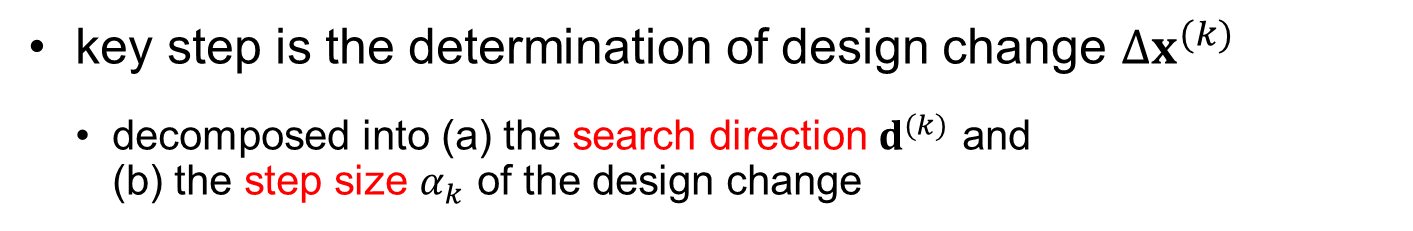 • key step is the determination of design change Δ𝐱⁽ᵏ⁾
• decomposed into (a) the search direction 𝐝⁽ᵏ⁾ and
(b) the step size αₖ of the design change